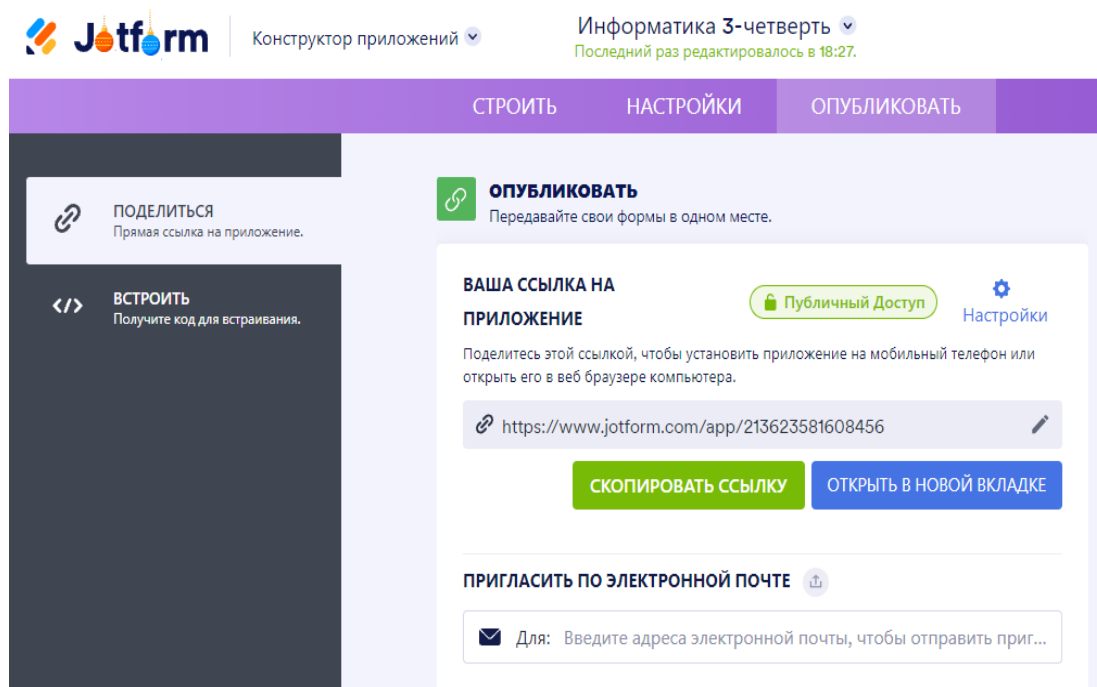 Jotform
Конструктор приложений
Информатика 3-четверть
Последний раз редактировалось в 18:27.
СТРОИТЬ
НАСТРОЙКИ
ОПУБЛИКОВАТЬ
ПОДЕЛИТЬСЯ
Прямая ссылка на приложение.
</> ВСТРОИТЬ
Получите код для встраивания.
ОПУБЛИКОВАТЬ
Передавайте свои формы в одном месте.
ВАША ССЫЛКА НА
ПРИЛОЖЕНИЕ
Публичный Доступ
Настройки
Поделитесь этой ссылкой, чтобы установить приложение на мобильный телефон или
открыть его в веб браузере компьютера.
https://www.jotform.com/app/213623581608456
СКОПИРОВАТЬ ССЫЛКУ
ОТКРЫТЬ В НОВОЙ ВКЛАДКЕ
ПРИГЛАСИТЬ ПО ЭЛЕКТРОННОЙ ПОЧТЕ
Для: Введите адреса электронной почты, чтобы отправить приг...